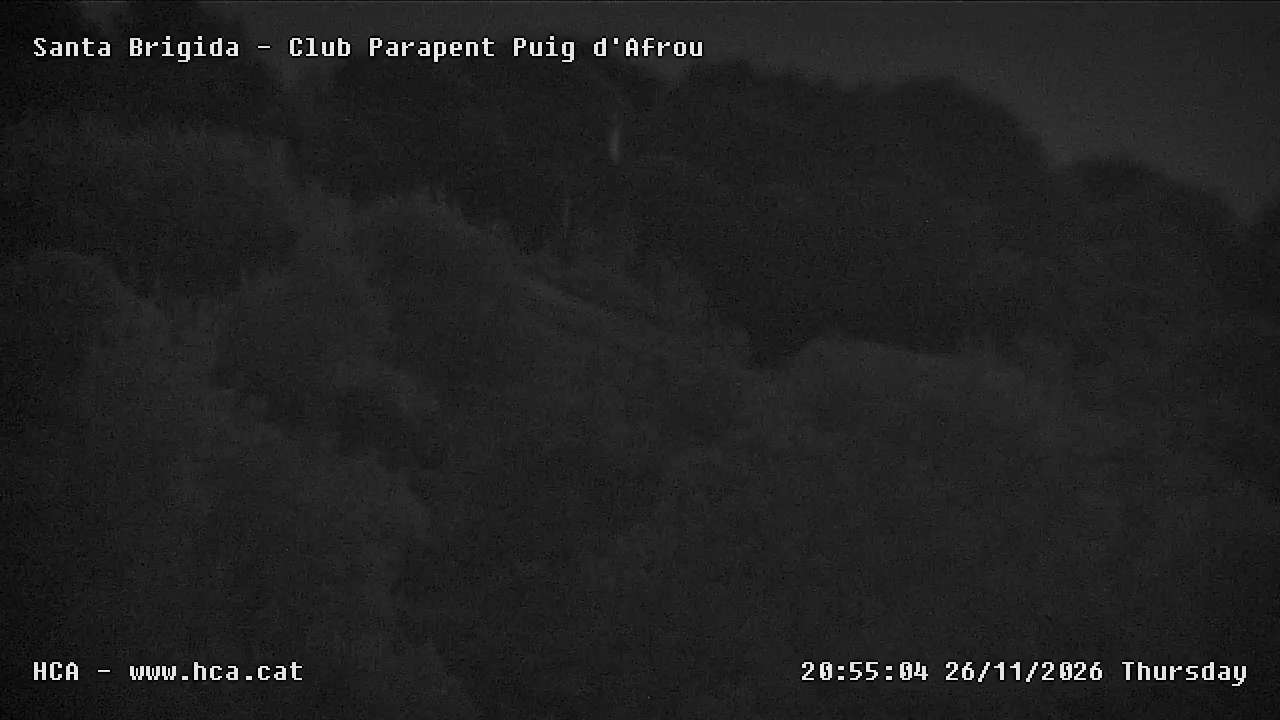 Santa Brigida - Club Parapent Puig d'Afrou
HCA - www.hca.cat
20:55:04 26/11/2026 Thursday